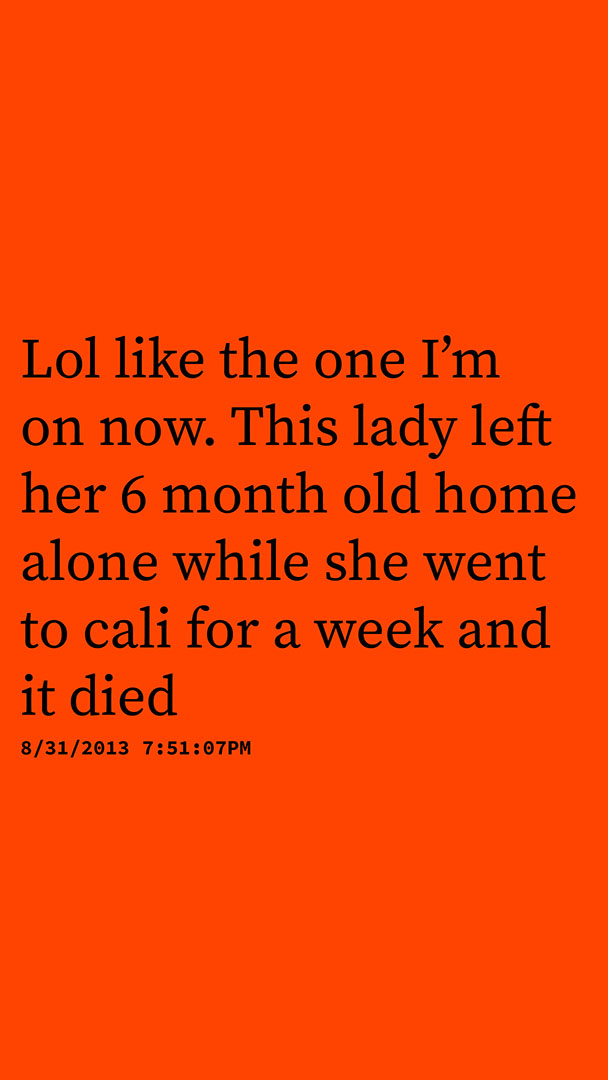 Lol like the one I’m
on now. This lady left
her 6 month old home
alone while she went
to cali for a week and
it died
8/31/2013 7:51:07PM